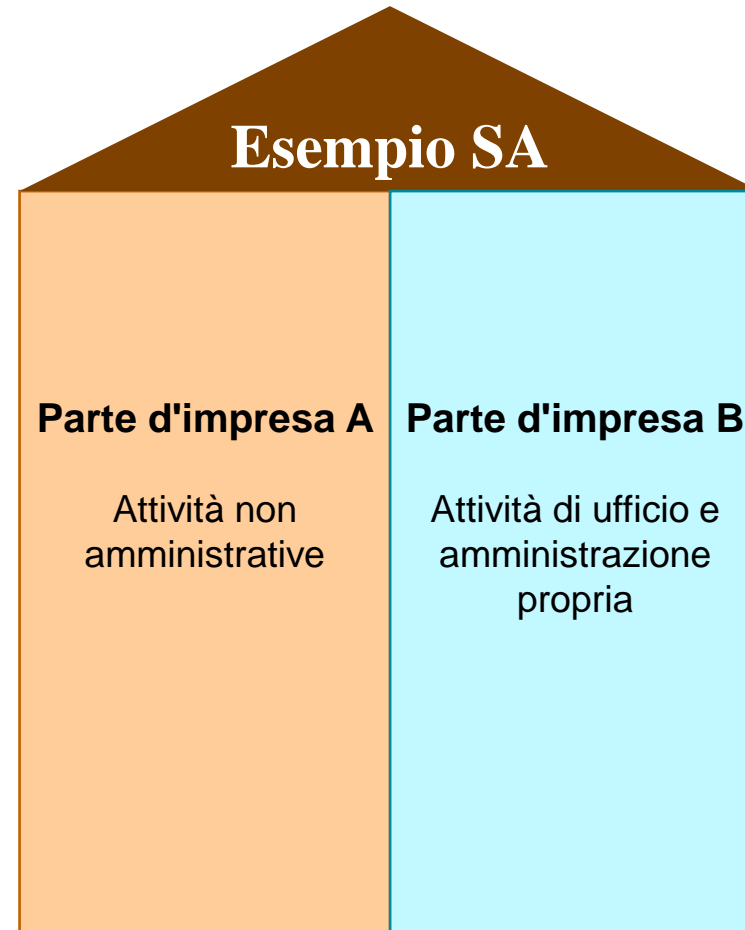 Esempio SA
Parte d'impresa A
Attività non
amministrative
Parte d'impresa B
Attività di ufficio e
amministrazione
propria